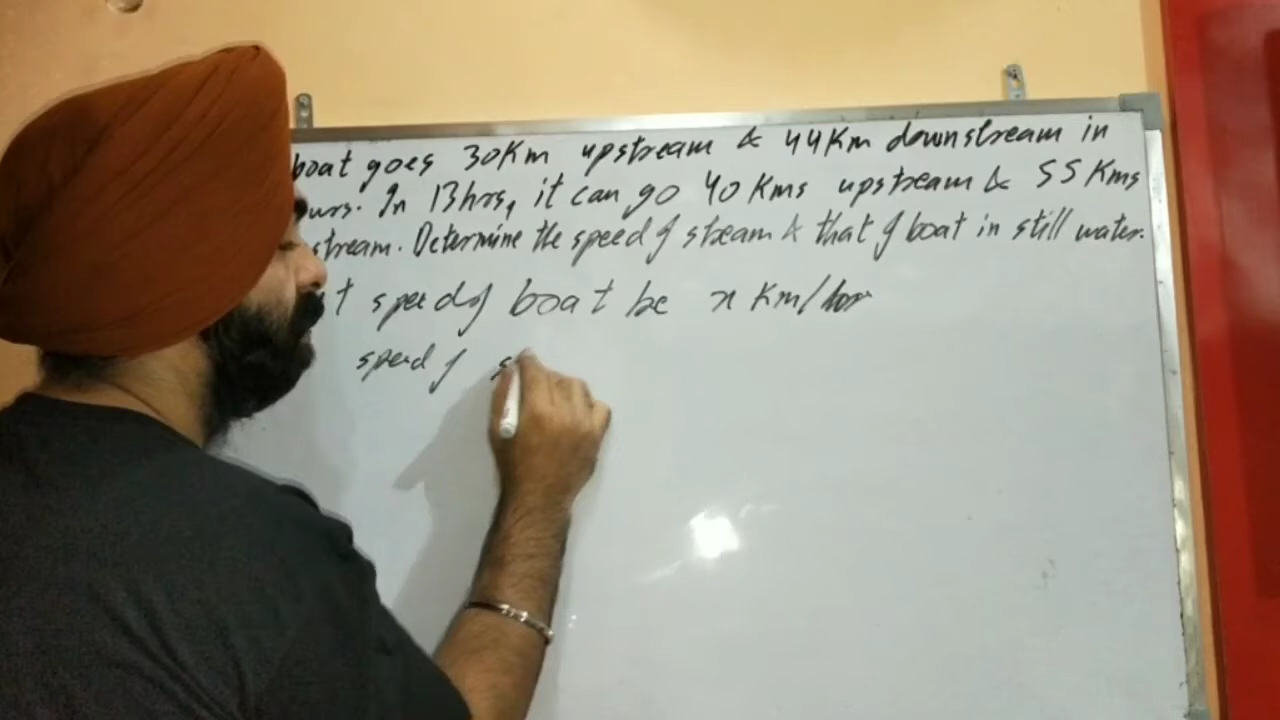 boat goes 30Km upstream & 44Km downstream in
urs. In 13hrs, it can go 40 Kms upstream & 55 Kms
stream. Determine the speed of stream & that of boat in still water.
t speed of boat be x Km/hour
speed of s